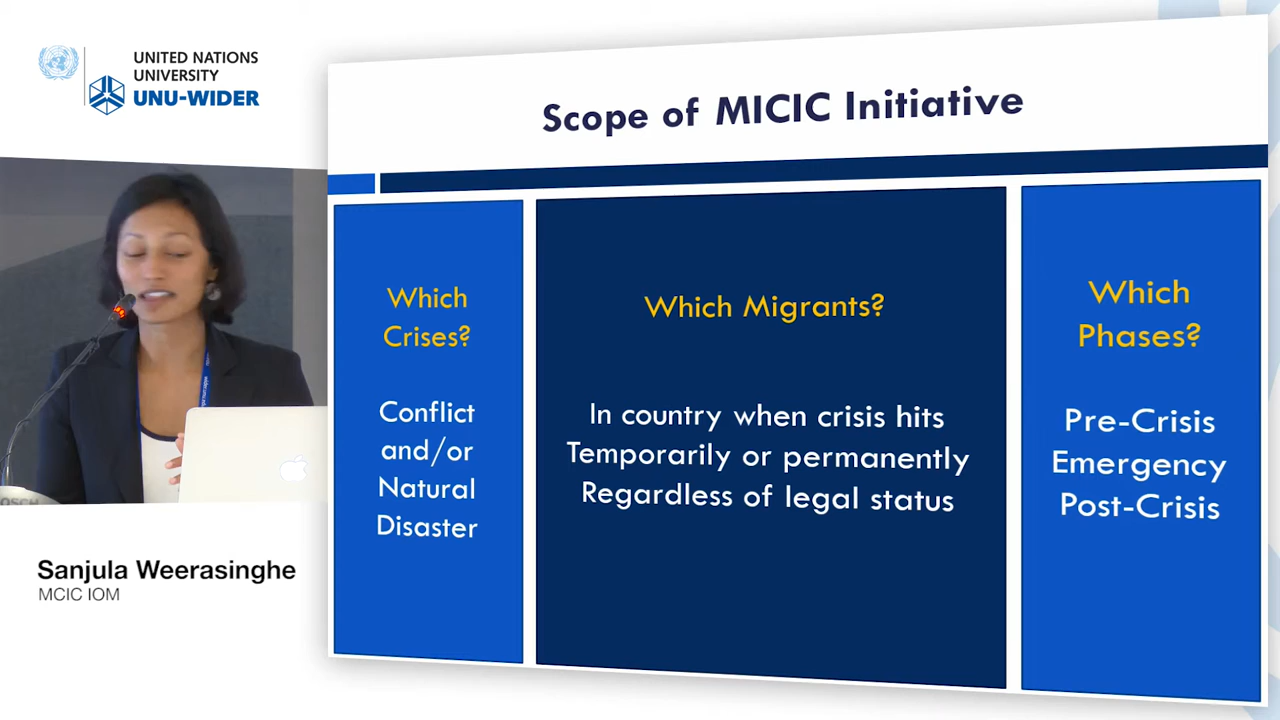 UNITED NATIONS
UNIVERSITY
UNU-WIDER
Scope of MICIC Initiative
Which
Crises?
Conflict
and/or
Natural
Disaster
Which Migrants?
In country when crisis hits
Temporarily or permanently
Regardless of legal status
Which
Phases?
Pre-Crisis
Emergency
Post-Crisis
Sanjula Weerasinghe
MCIC IOM